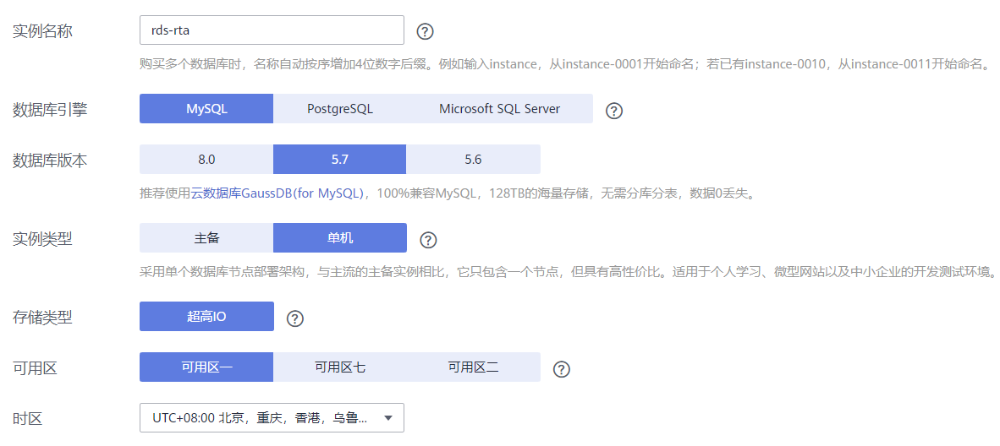 实例名称 rds-rta
购买多个数据库时，名称自动按序增加4位数字后缀。例如输入instance，从instance-0001开始命名；若已有instance-0010，从instance-0011开始命名。
数据库引擎 MySQL PostgreSQL Microsoft SQL Server
数据库版本 8.0 5.7 5.6
推荐使用云数据库GaussDB(for MySQL)，100%兼容MySQL，128TB的海量存储，无需分库分表，数据0丢失。
实例类型 主备 单机
采用单个数据库节点部署架构，与主流的主备实例相比，它只包含一个节点，但具有高性价比。适用于个人学习、微型网站以及中小企业的开发测试环境。
存储类型 超高IO
可用区 可用区一 可用区七 可用区二
时区 UTC+08:00 北京，重庆，香港，乌鲁...